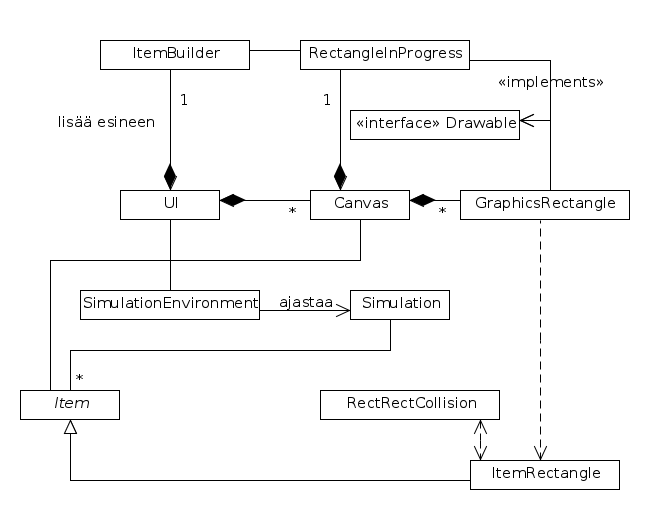 ItemBuilder
RectangleInProgress
«implements»
1
1
lisää esineen
«interface» Drawable
UI
*
Canvas
*
GraphicsRectangle
SimulationEnvironment
ajastaa
Simulation
*
Item
RectRectCollision
ItemRectangle